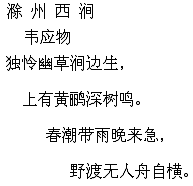 滁州西涧
韦应物
独怜幽草涧边生，
上有黄鹂深树鸣。
春潮带雨晚来急，
野渡无人舟自横。